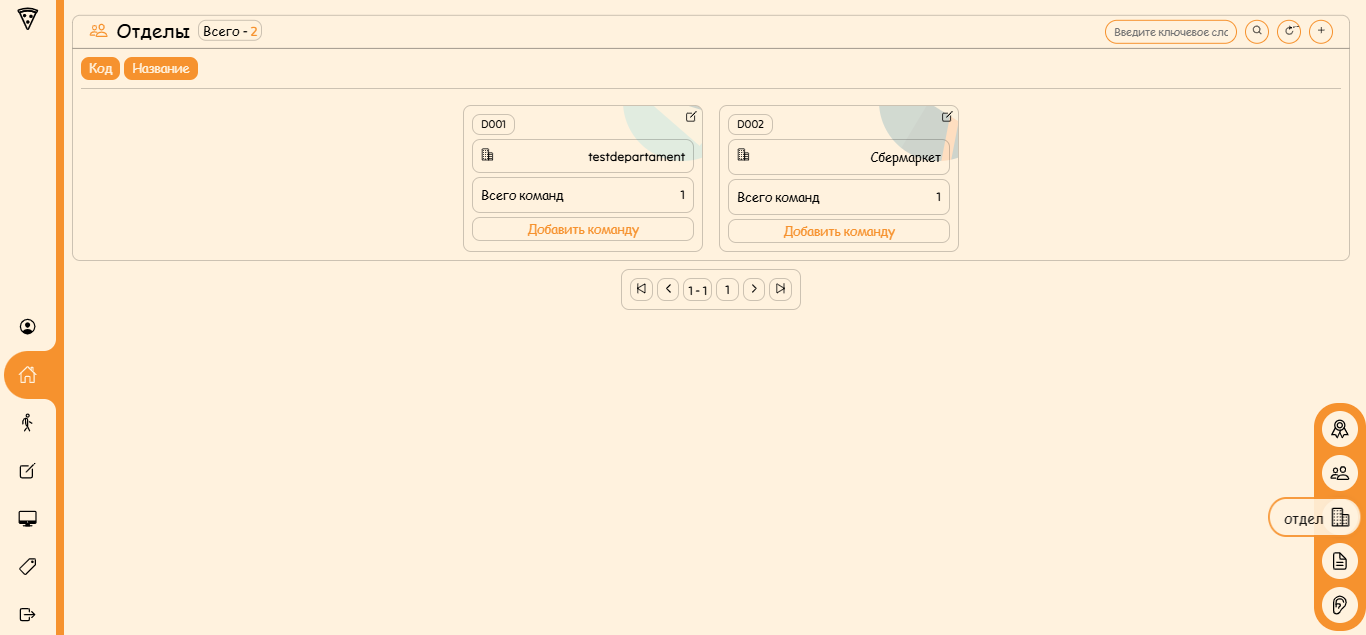 Отделы Всего - 2
Введите ключевое сло
Код Название
D001
testdepartament
Всего команд 1
Добавить команду
D002
Сбермаркет
Всего команд 1
Добавить команду
1 - 1 1
отдел